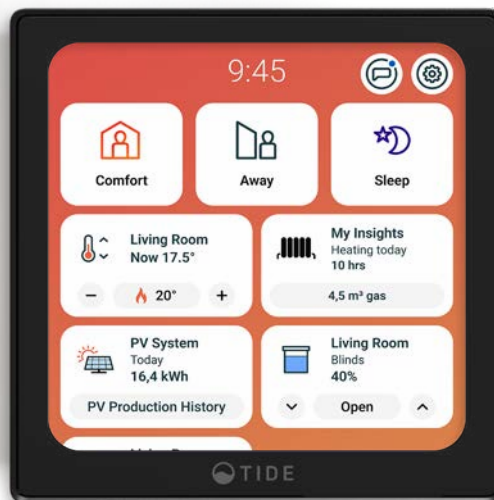 9:45
Comfort
Away
Sleep
Living Room
Now 17.5°
− 20° +
My Insights
Heating today
10 hrs
4,5 m³ gas
PV System
Today
16,4 kWh
PV Production History
Living Room
Blinds
40%
Open
TIDE